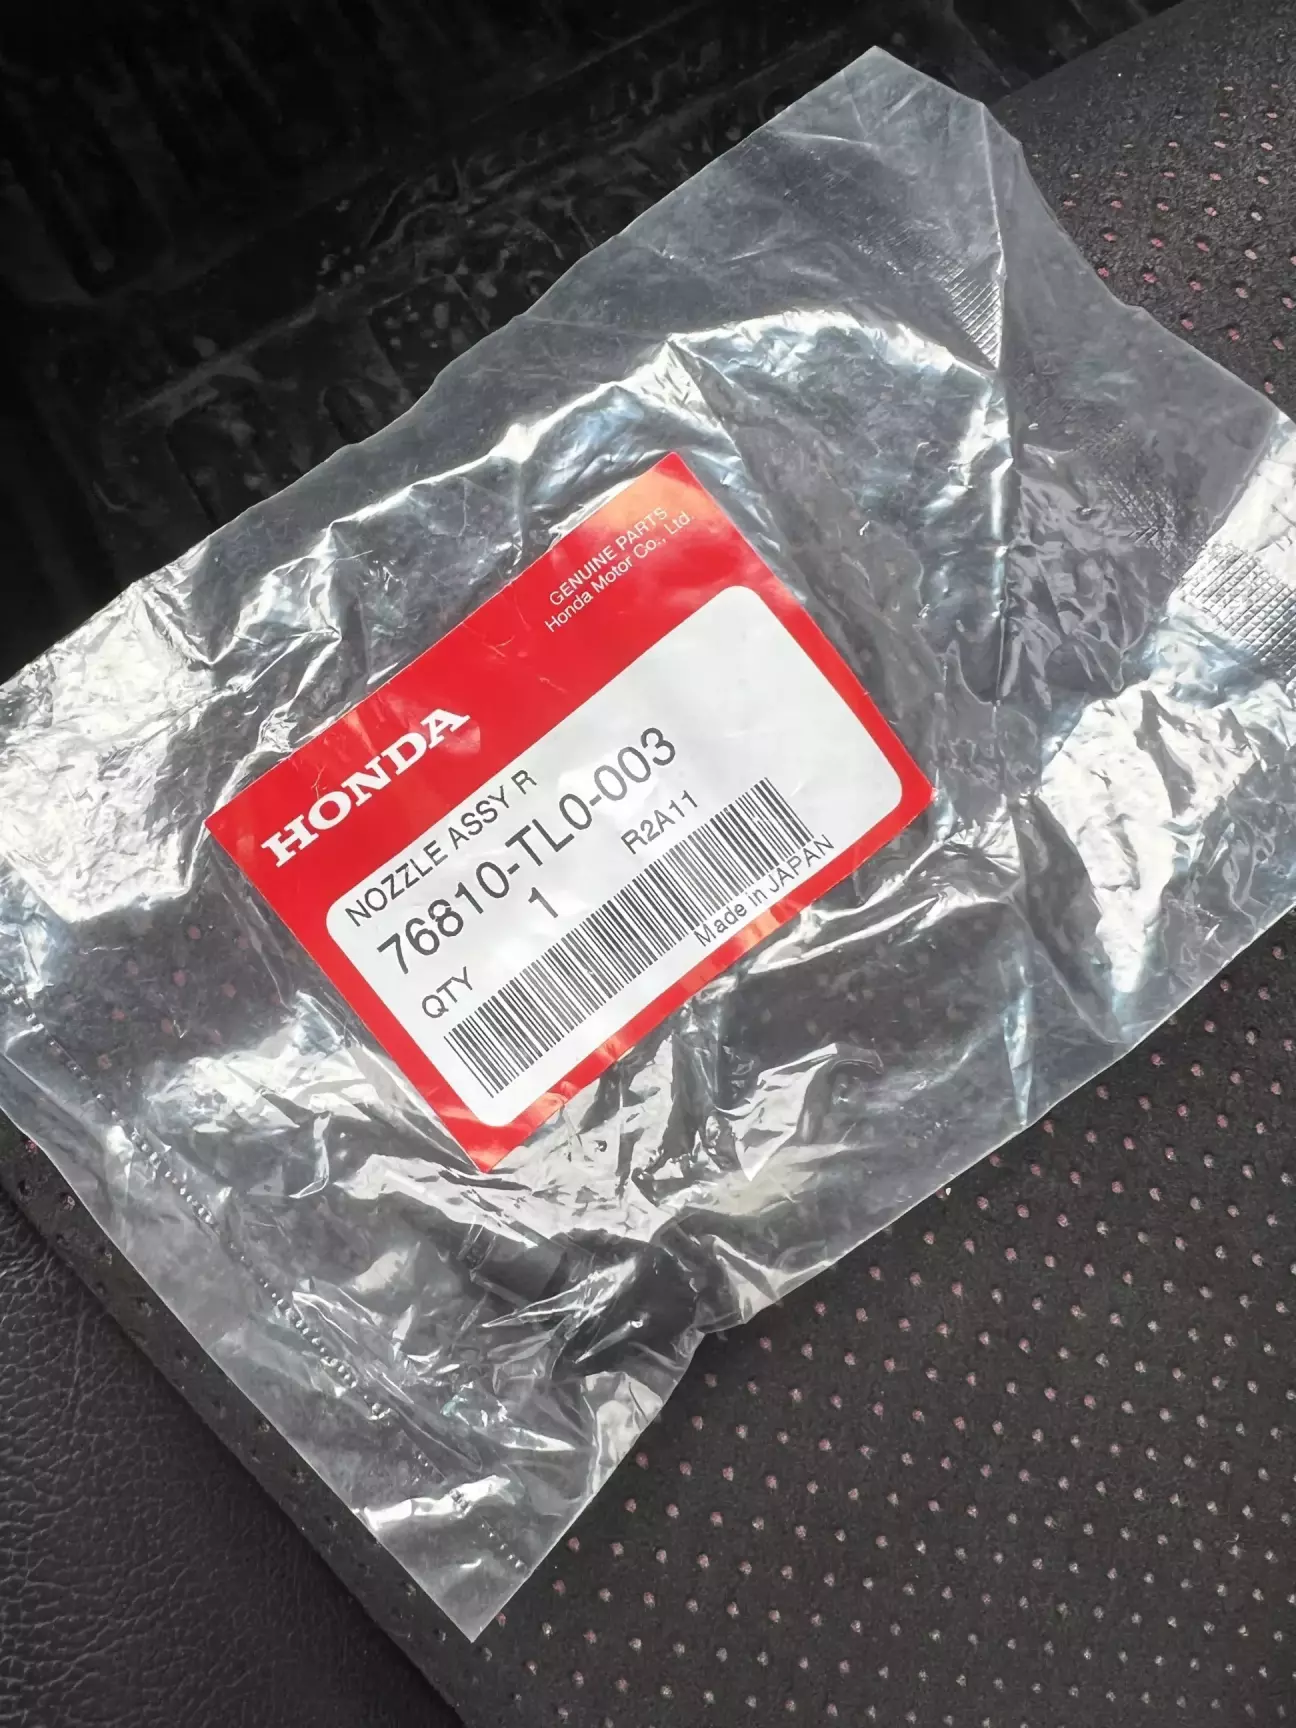 GENUINE PARTS
Honda Motor Co., Ltd.
HONDA
NOZZLE ASSY R
76810-TL0-003
QTY 1 R2A11
Made in JAPAN